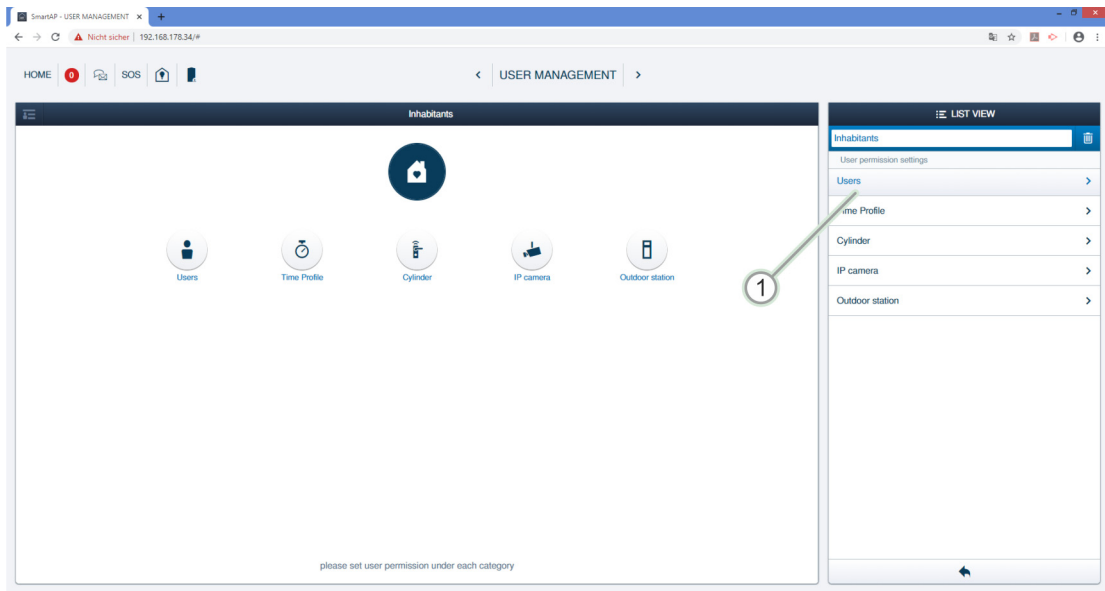 SmartAP - USER MANAGEMENT
Nicht sicher | 192.168.178.34/#
HOME 0 SOS
USER MANAGEMENT
Inhabitants
LIST VIEW
Inhabitants
User permission settings
Users
Time Profile
Cylinder
IP camera
Outdoor station
1
Users Time Profile Cylinder IP camera Outdoor station
please set user permission under each category